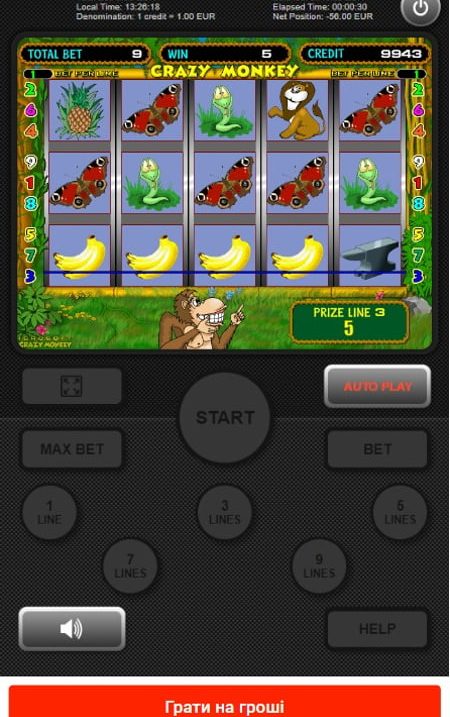 Local Time: 13:26:18 Elapsed Time: 00:00:30
Denomination: 1 credit = 1.00 EUR Net Position: -56.00 EUR
TOTAL BET 9 WIN 5 CREDIT 9943
1 BET PER LINE CRAZY MONKEY BET PER LINE 1
2 2
6 6
4 4
9 9
1 1
8 8
5 5
7 7
3 3
PRIZE LINE 3
5
IGROSOFT
CRAZY MONKEY
AUTO PLAY
START
MAX BET BET
1 LINE 3 LINES 5 LINES
7 LINES 9 LINES
HELP
Грати на гроші